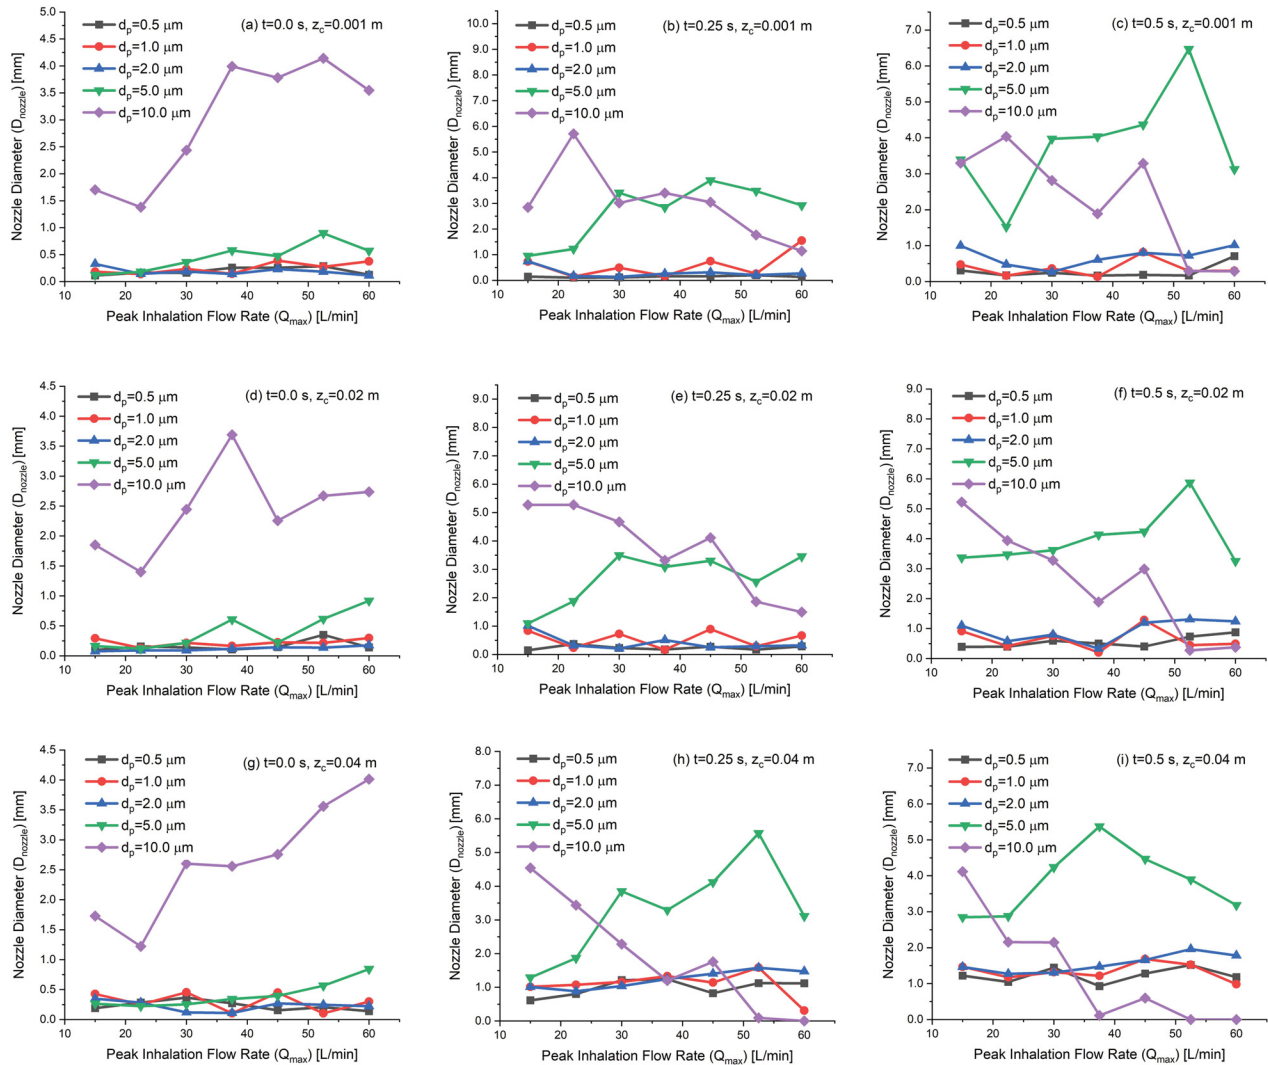 (a) t=0.0 s, zc=0.001 m
dp=0.5 μm
dp=1.0 μm
dp=2.0 μm
dp=5.0 μm
dp=10.0 μm
Nozzle Diameter (Dnozzle) [mm]
5.0
4.5
4.0
3.5
3.0
2.5
2.0
1.5
1.0
0.5
0.0
10 20 30 40 50 60
Peak Inhalation Flow Rate (Qmax) [L/min]
(b) t=0.25 s, zc=0.001 m
dp=0.5 μm
dp=1.0 μm
dp=2.0 μm
dp=5.0 μm
dp=10.0 μm
Nozzle Diameter (Dnozzle) [mm]
10.0
9.0
8.0
7.0
6.0
5.0
4.0
3.0
2.0
1.0
0.0
10 20 30 40 50 60
Peak Inhalation Flow Rate (Qmax) [L/min]
(c) t=0.5 s, zc=0.001 m
dp=0.5 μm
dp=1.0 μm
dp=2.0 μm
dp=5.0 μm
dp=10.0 μm
Nozzle Diameter (Dnozzle) [mm]
7.0
6.0
5.0
4.0
3.0
2.0
1.0
0.0
10 20 30 40 50 60
Peak Inhalation Flow Rate (Qmax) [L/min]
(d) t=0.0 s, zc=0.02 m
dp=0.5 μm
dp=1.0 μm
dp=2.0 μm
dp=5.0 μm
dp=10.0 μm
Nozzle Diameter (Dnozzle) [mm]
4.5
4.0
3.5
3.0
2.5
2.0
1.5
1.0
0.5
0.0
10 20 30 40 50 60
Peak Inhalation Flow Rate (Qmax) [L/min]
(e) t=0.25 s, zc=0.02 m
dp=0.5 μm
dp=1.0 μm
dp=2.0 μm
dp=5.0 μm
dp=10.0 μm
Nozzle Diameter (Dnozzle) [mm]
9.0
8.0
7.0
6.0
5.0
4.0
3.0
2.0
1.0
0.0
10 20 30 40 50 60
Peak Inhalation Flow Rate (Qmax) [L/min]
(f) t=0.5 s, zc=0.02 m
dp=0.5 μm
dp=1.0 μm
dp=2.0 μm
dp=5.0 μm
dp=10.0 μm
Nozzle Diameter (Dnozzle) [mm]
9.0
8.0
7.0
6.0
5.0
4.0
3.0
2.0
1.0
0.0
10 20 30 40 50 60
Peak Inhalation Flow Rate (Qmax) [L/min]
(g) t=0.0 s, zc=0.04 m
dp=0.5 μm
dp=1.0 μm
dp=2.0 μm
dp=5.0 μm
dp=10.0 μm
Nozzle Diameter (Dnozzle) [mm]
4.5
4.0
3.5
3.0
2.5
2.0
1.5
1.0
0.5
0.0
10 20 30 40 50 60
Peak Inhalation Flow Rate (Qmax) [L/min]
(h) t=0.25 s, zc=0.04 m
dp=0.5 μm
dp=1.0 μm
dp=2.0 μm
dp=5.0 μm
dp=10.0 μm
Nozzle Diameter (Dnozzle) [mm]
8.0
7.0
6.0
5.0
4.0
3.0
2.0
1.0
0.0
10 20 30 40 50 60
Peak Inhalation Flow Rate (Qmax) [L/min]
(i) t=0.5 s, zc=0.04 m
dp=0.5 μm
dp=1.0 μm
dp=2.0 μm
dp=5.0 μm
dp=10.0 μm
Nozzle Diameter (Dnozzle) [mm]
7.0
6.0
5.0
4.0
3.0
2.0
1.0
0.0
10 20 30 40 50 60
Peak Inhalation Flow Rate (Qmax) [L/min]